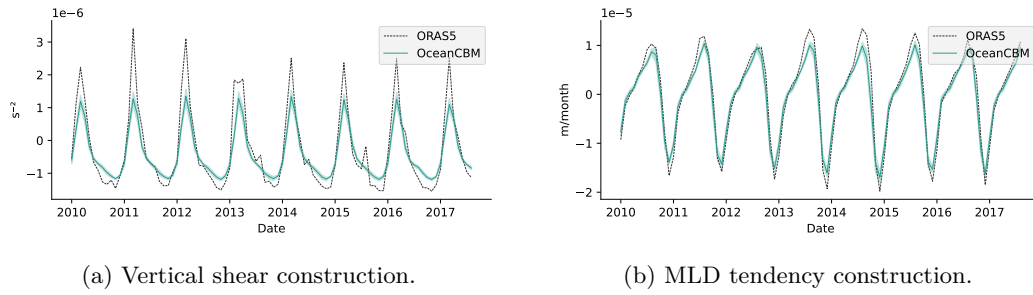 1e−6
ORAS5
OceanCBM
3
2
1
0
−1
s⁻²
2010 2011 2012 2013 2014 2015 2016 2017
Date
(a) Vertical shear construction.
1e−5
ORAS5
OceanCBM
1
0
−1
−2
m/month
2010 2011 2012 2013 2014 2015 2016 2017
Date
(b) MLD tendency construction.